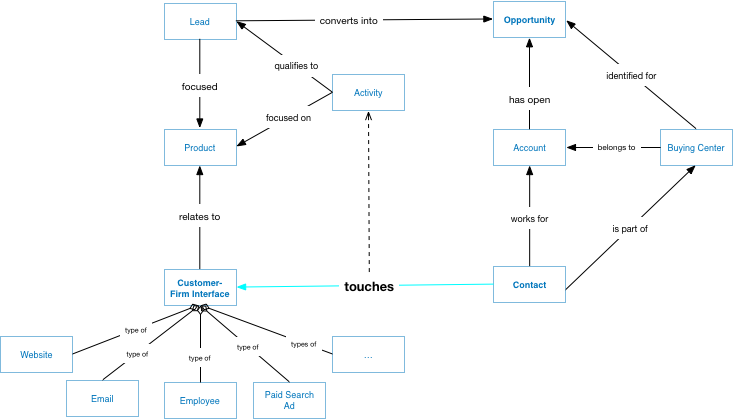 Lead
converts into
Opportunity
qualifies to
identified for
focused
Activity
has open
focused on
Product
Account
belongs to
Buying Center
relates to
works for
is part of
Customer-
Firm Interface
touches
Contact
type of
type of
type of
type of
types of
Website
...
Email
Employee
Paid Search
Ad